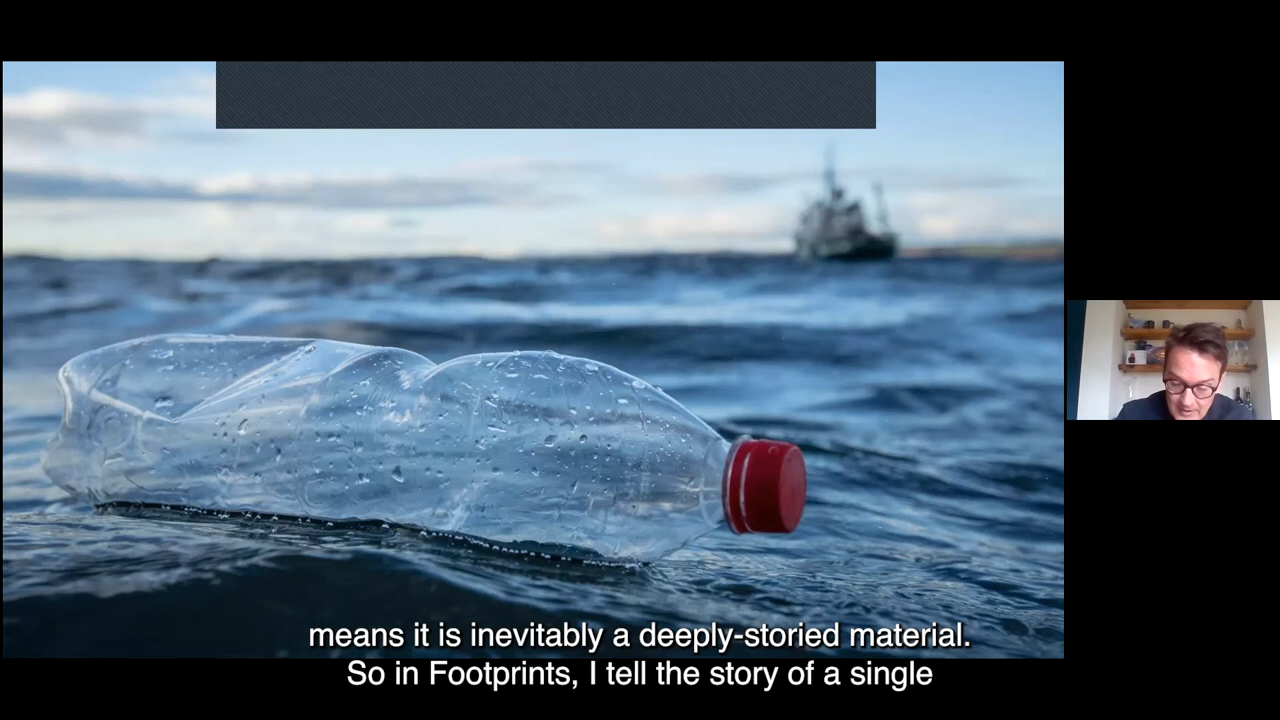 means it is inevitably a deeply-storied material.
So in Footprints, I tell the story of a single